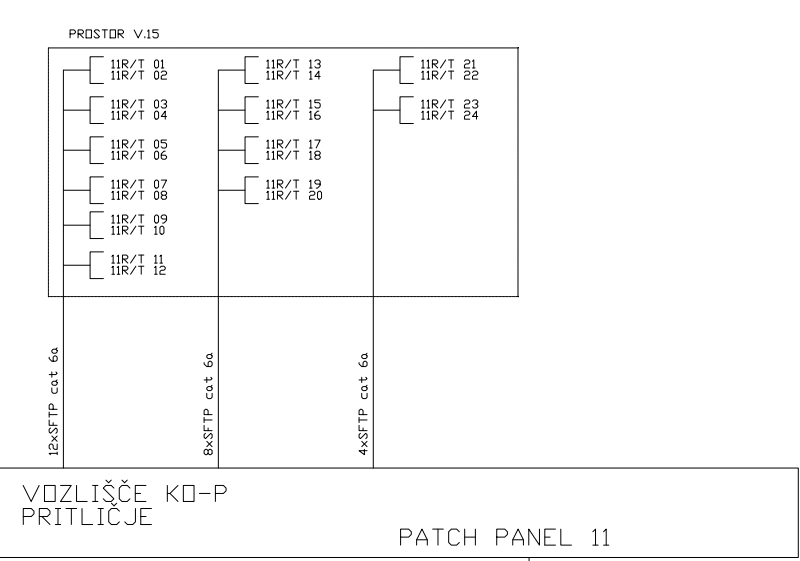 PROSTOR V.15
11R/T 01
11R/T 02
11R/T 03
11R/T 04
11R/T 05
11R/T 06
11R/T 07
11R/T 08
11R/T 09
11R/T 10
11R/T 11
11R/T 12
11R/T 13
11R/T 14
11R/T 15
11R/T 16
11R/T 17
11R/T 18
11R/T 19
11R/T 20
11R/T 21
11R/T 22
11R/T 23
11R/T 24
12xSFTP cat 6a
8xSFTP cat 6a
4xSFTP cat 6a
VOZLIŠČE KO-P
PRITLIČJE
PATCH PANEL 11